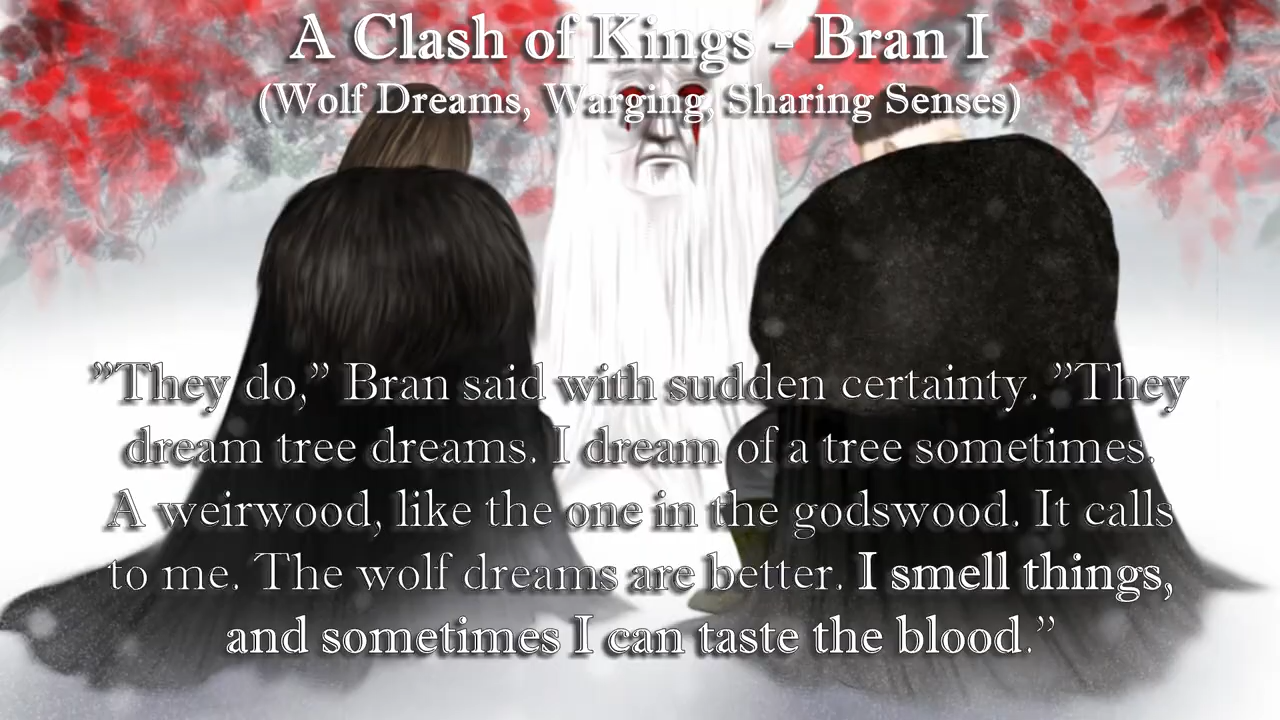 A Clash of Kings - Bran I
(Wolf Dreams, Warging, Sharing Senses)
”They do,” Bran said with sudden certainty. ”They
dream tree dreams. I dream of a tree sometimes.
A weirwood, like the one in the godswood. It calls
to me. The wolf dreams are better. I smell things,
and sometimes I can taste the blood.”